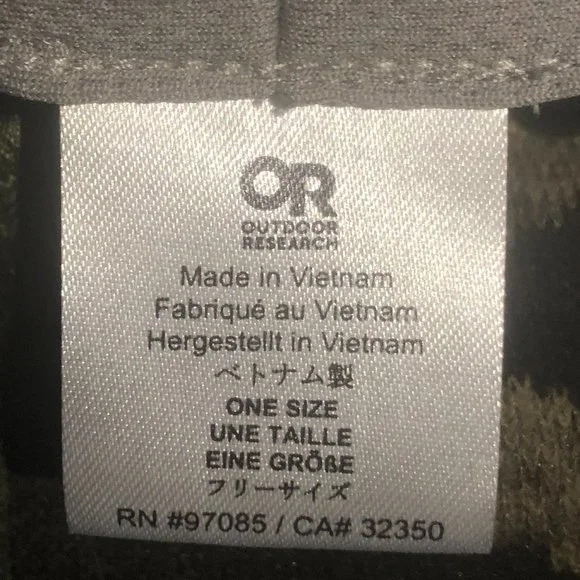 OR
OUTDOOR
RESEARCH
Made in Vietnam
Fabriqué au Vietnam
Hergestellt in Vietnam
ベトナム製
ONE SIZE
UNE TAILLE
EINE GRÖßE
フリーサイズ
RN #97085 / CA# 32350